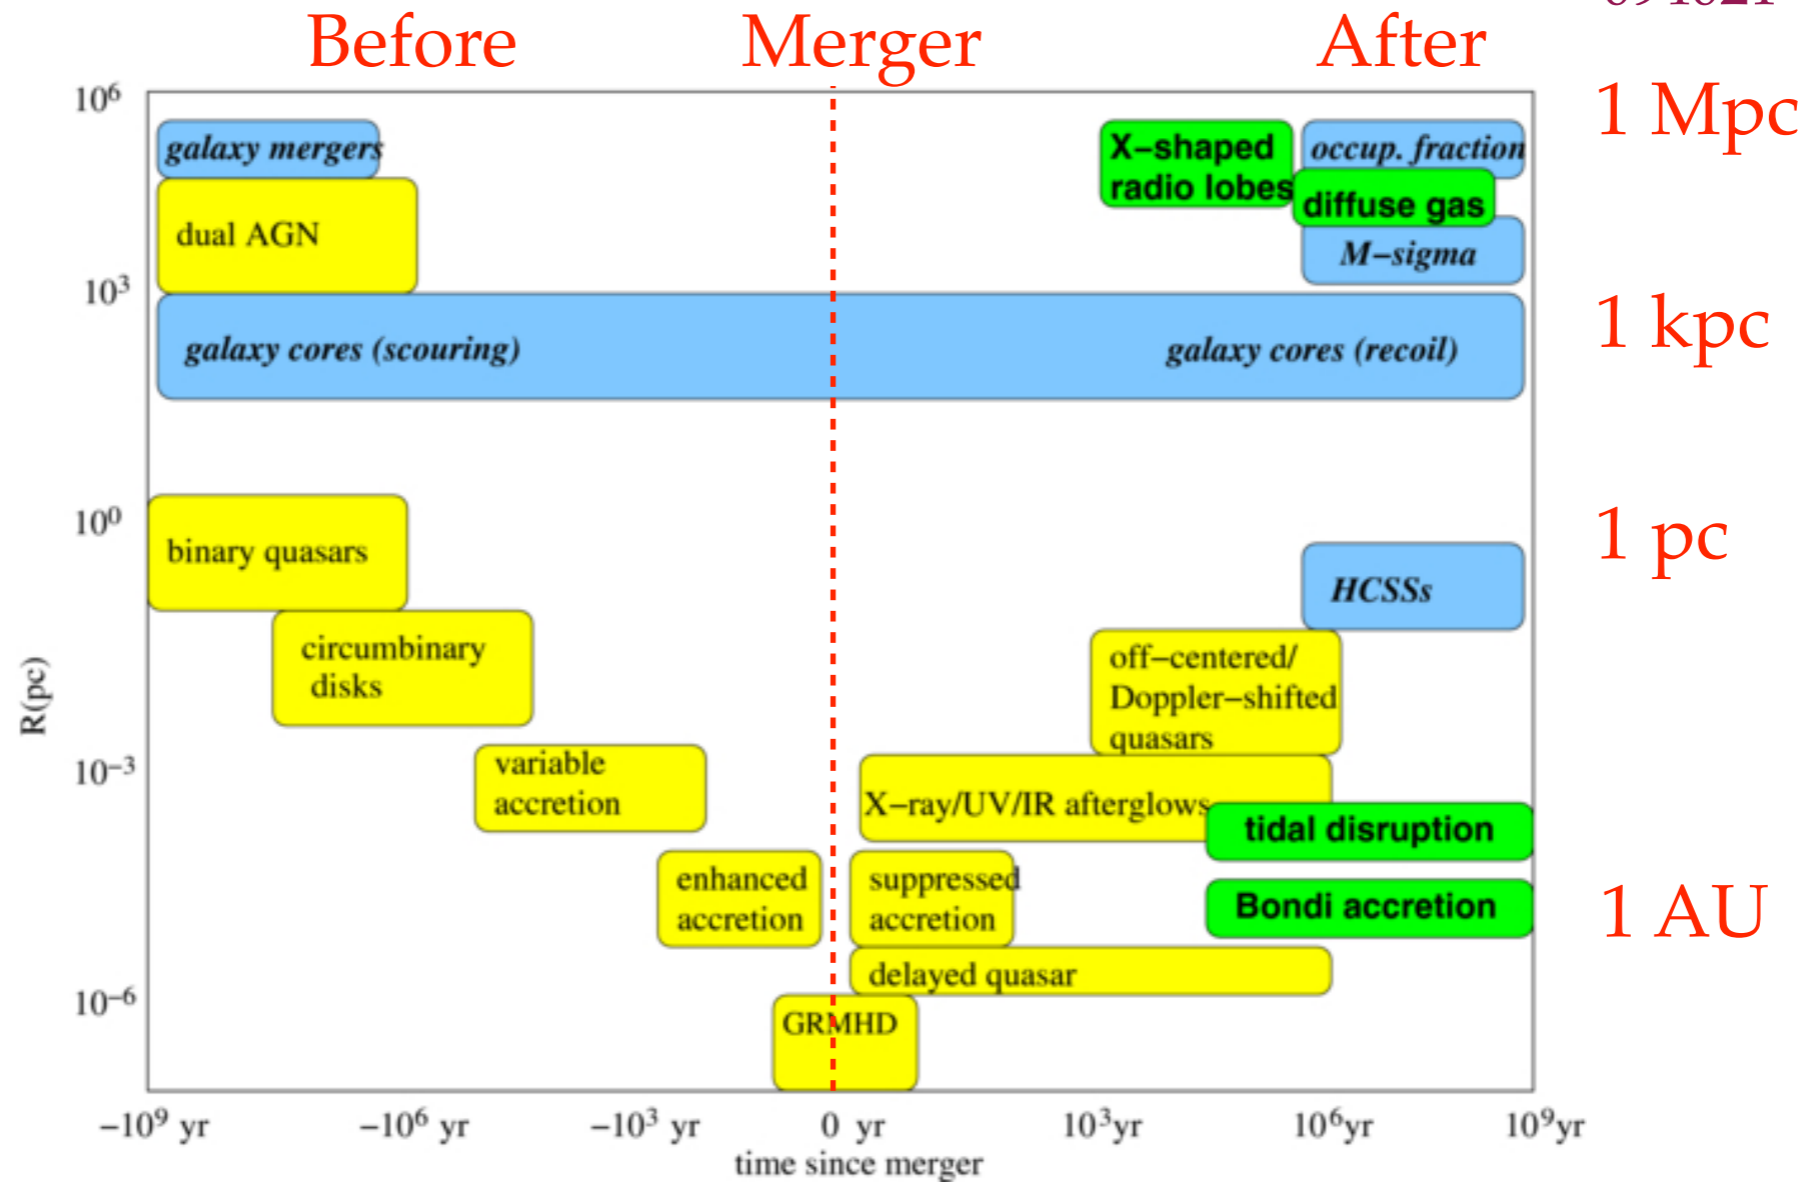 094021
Before Merger After
10⁶
1 Mpc
galaxy mergers
X−shaped
radio lobes
occup. fraction
diffuse gas
dual AGN
M−sigma
10³
1 kpc
galaxy cores (scouring)
galaxy cores (recoil)
10⁰
1 pc
binary quasars
HCSSs
circumbinary
disks
off−centered/
Doppler−shifted
quasars
R(pc)
10⁻³
variable
accretion
X−ray/UV/IR afterglows
tidal disruption
enhanced
accretion
suppressed
accretion
Bondi accretion
1 AU
delayed quasar
10⁻⁶
GRMHD
−10⁹ yr −10⁶ yr −10³ yr 0 yr 10³yr 10⁶yr 10⁹yr
time since merger